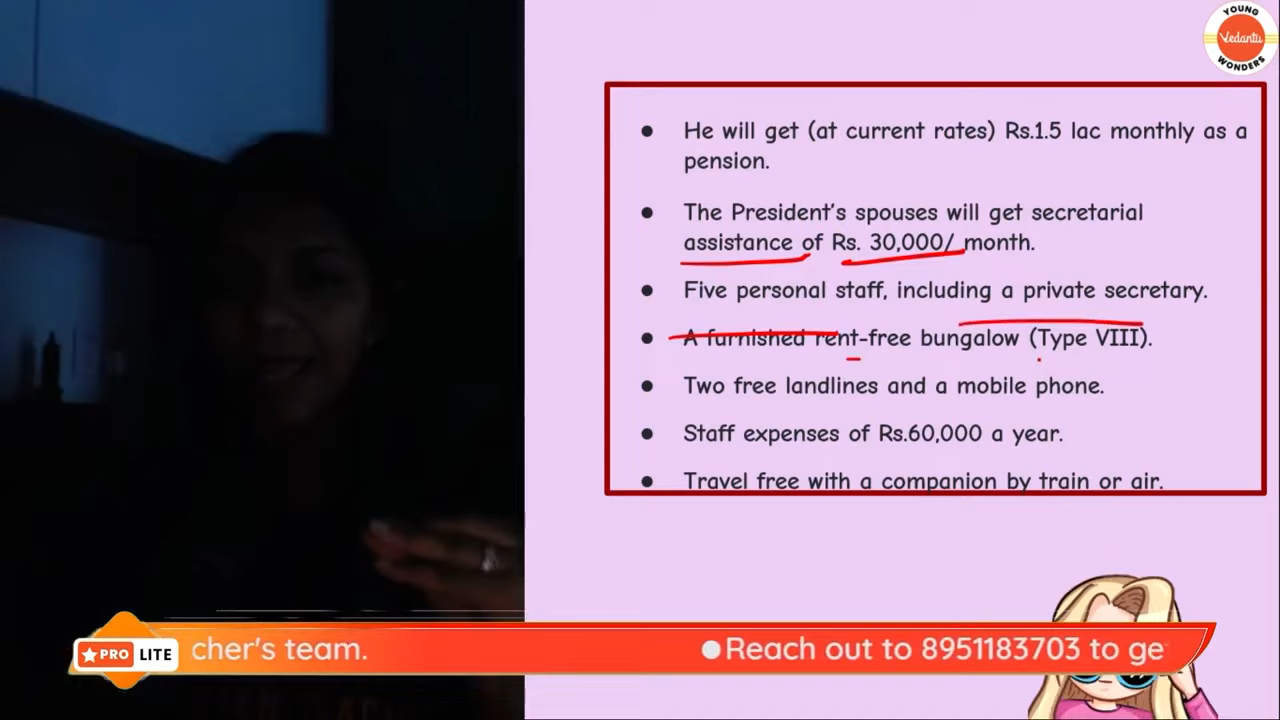 YOUNG
Vedantu
WONDERS
● He will get (at current rates) Rs.1.5 lac monthly as a
pension.
● The President's spouses will get secretarial
assistance of Rs. 30,000/ month.
● Five personal staff, including a private secretary.
● A furnished rent-free bungalow (Type VIII).
● Two free landlines and a mobile phone.
● Staff expenses of Rs.60,000 a year.
● Travel free with a companion by train or air.
PRO LITE
cher's team.
●Reach out to 8951183703 to ge